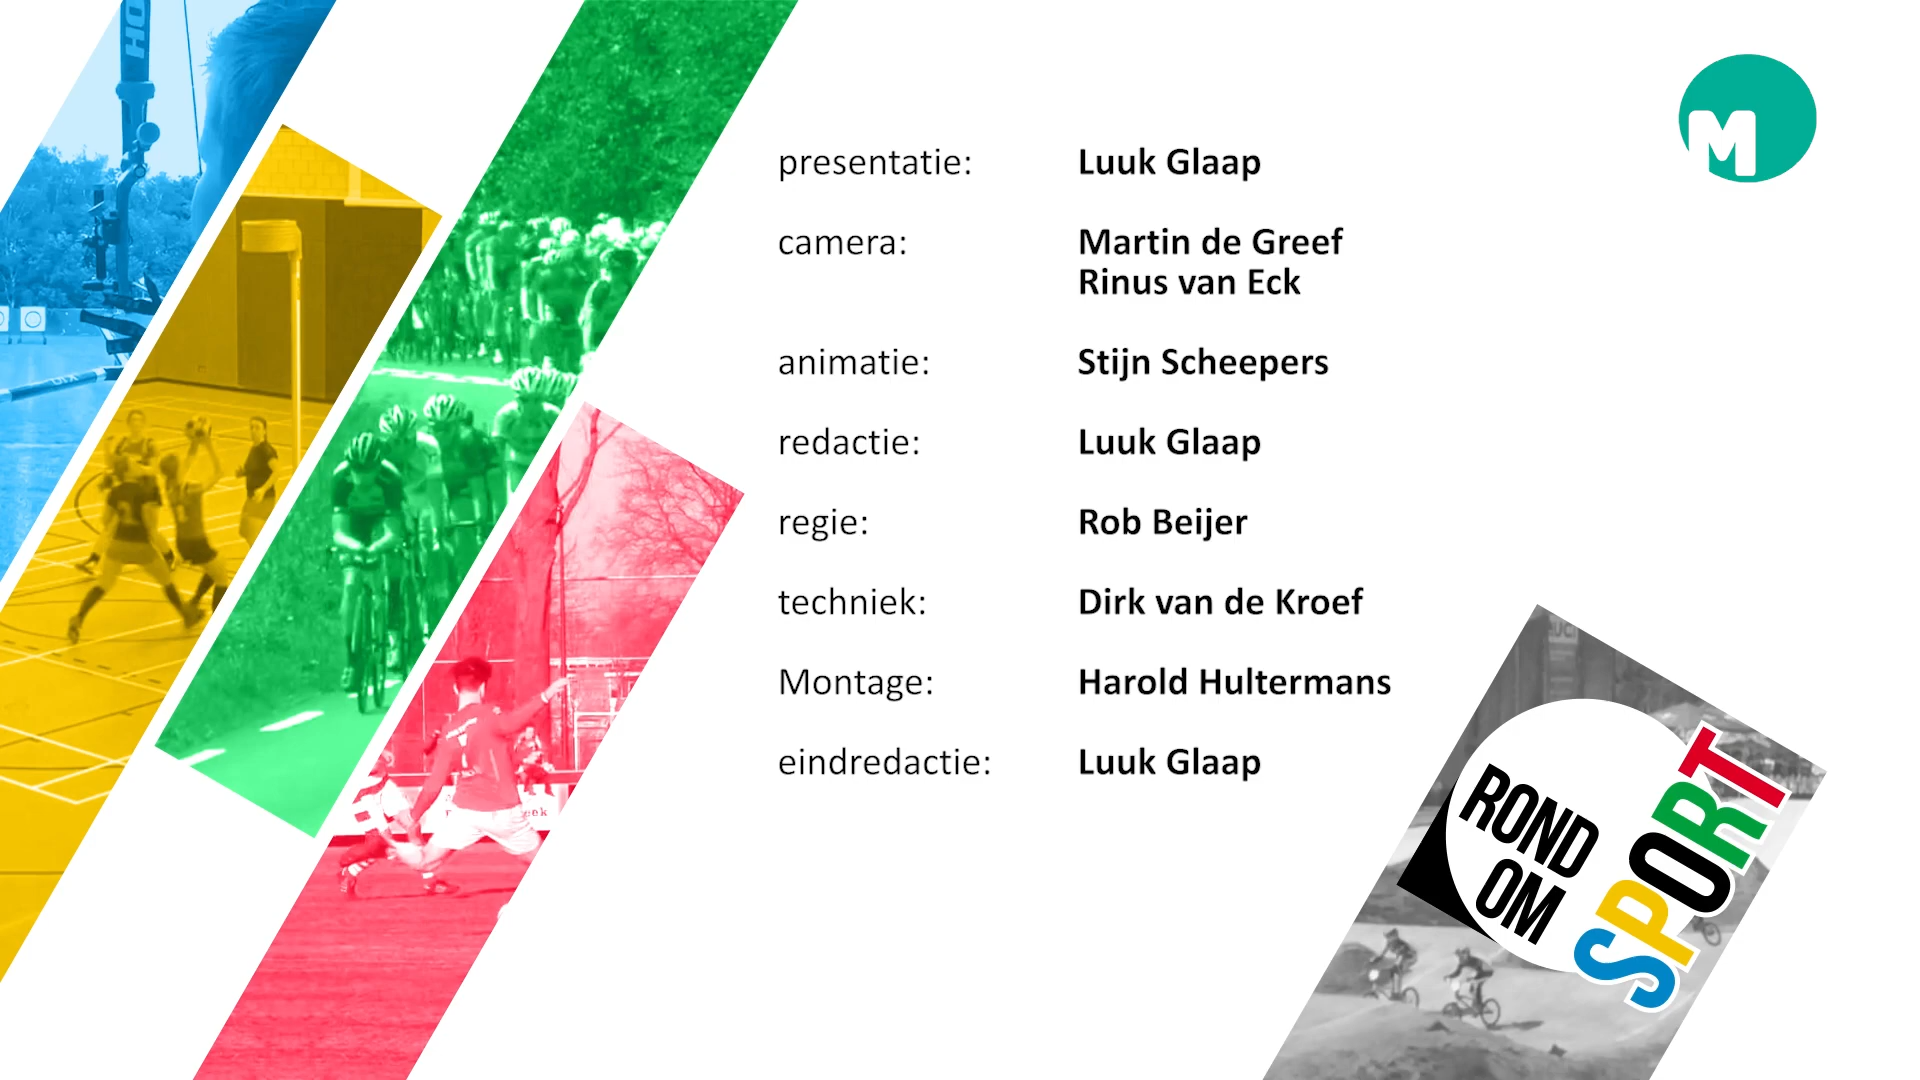 HO
M
presentatie: Luuk Glaap
camera: Martin de Greef
Rinus van Eck
animatie: Stijn Scheepers
redactie: Luuk Glaap
regie: Rob Beijer
techniek: Dirk van de Kroef
Montage: Harold Hultermans
eindredactie: Luuk Glaap
ROND
OM
SPORT